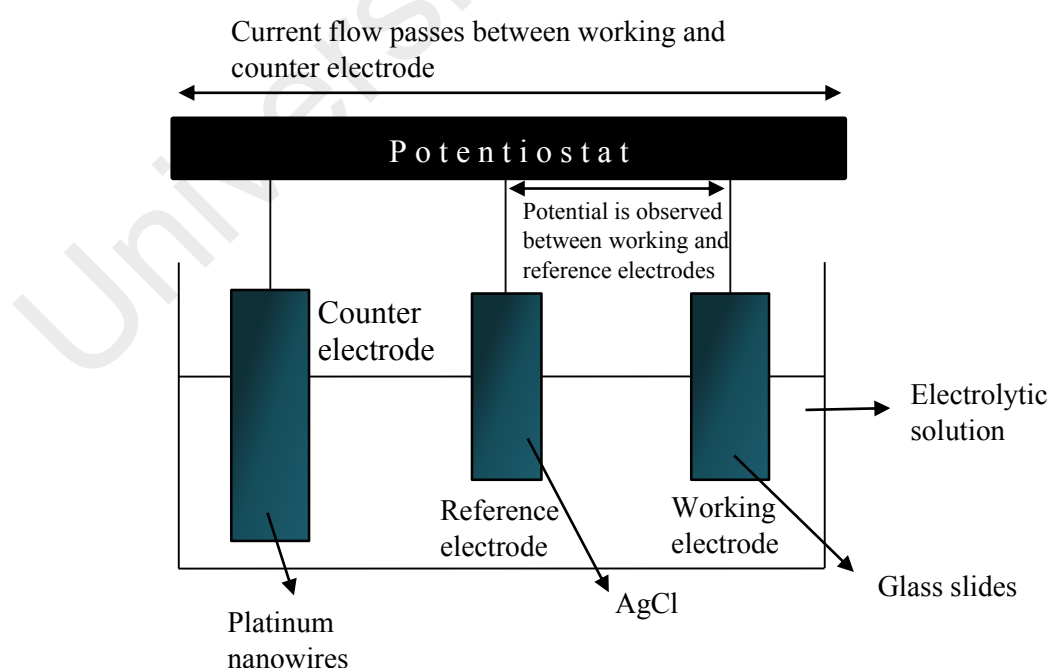 Current flow passes between working and
counter electrode
Potentiostat
Potential is observed
between working and
reference electrodes
Counter
electrode
Electrolytic
solution
Reference
electrode
Working
electrode
Glass slides
AgCl
Platinum
nanowires